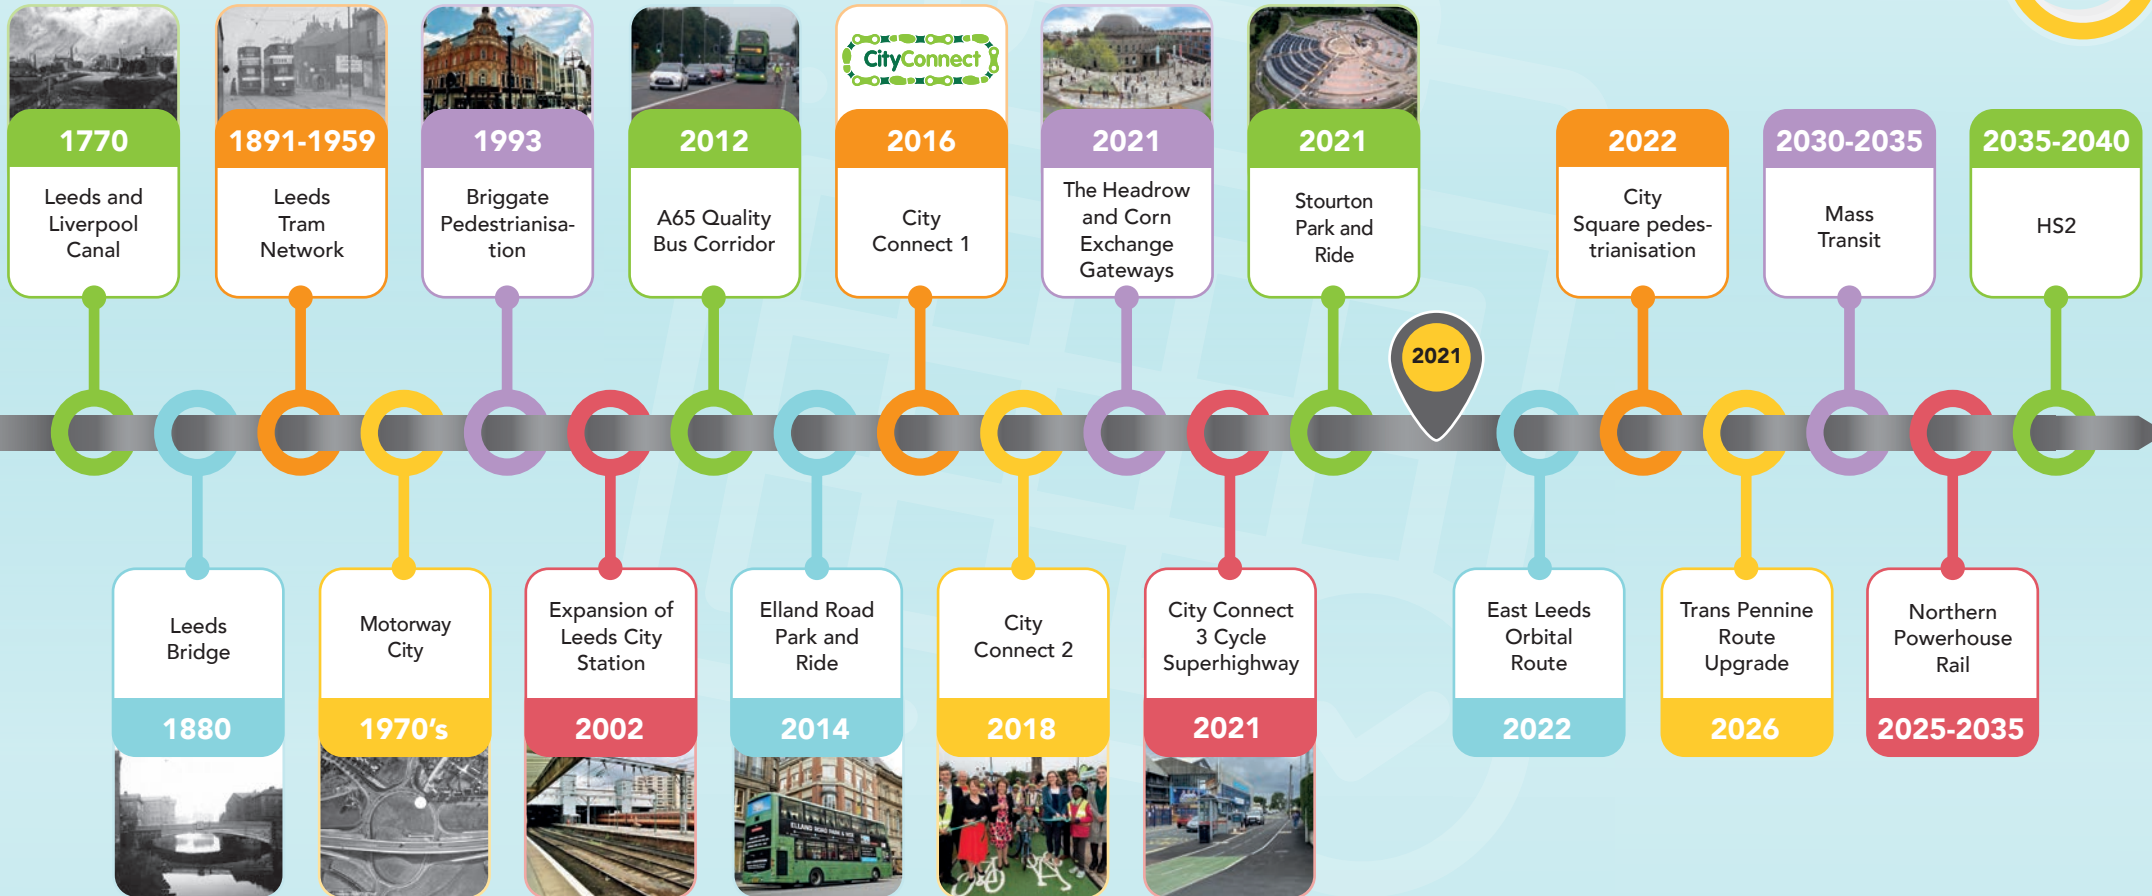 CityConnect
1770
Leeds and
Liverpool
Canal
1891-1959
Leeds
Tram
Network
1993
Briggate
Pedestrianisa-
tion
2012
A65 Quality
Bus Corridor
2016
City
Connect 1
2021
The Headrow
and Corn
Exchange
Gateways
2021
Stourton
Park and
Ride
2022
City
Square pedes-
trianisation
2030-2035
Mass
Transit
2035-2040
HS2
2021
Leeds
Bridge
1880
Motorway
City
1970's
Expansion of
Leeds City
Station
2002
Elland Road
Park and
Ride
2014
ELLAND ROAD PARK & RIDE
City
Connect 2
2018
City Connect
3 Cycle
Superhighway
2021
East Leeds
Orbital
Route
2022
Trans Pennine
Route
Upgrade
2026
Northern
Powerhouse
Rail
2025-2035